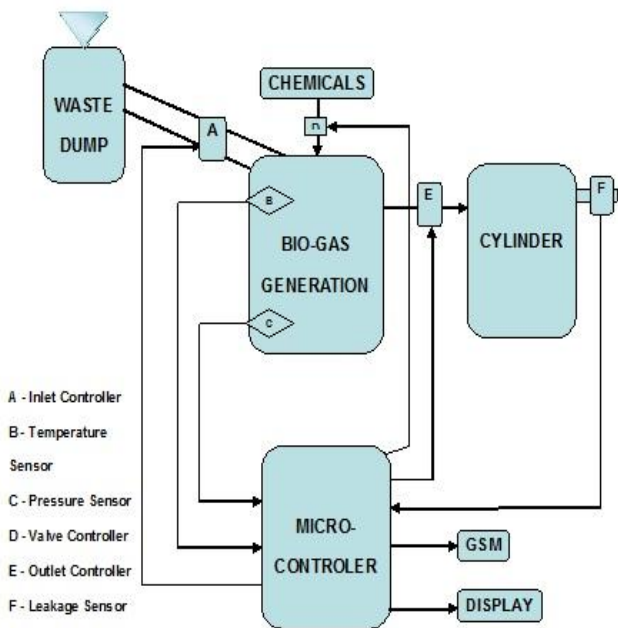 WASTE
DUMP
A
CHEMICALS
n
B
BIO-GAS
GENERATION
C
E
CYLINDER
F
A - Inlet Controller
B- Temperature
Sensor
C - Pressure Sensor
D - Valve Controller
E - Outlet Controller
F - Leakage Sensor
MICRO-
CONTROLER
GSM
DISPLAY